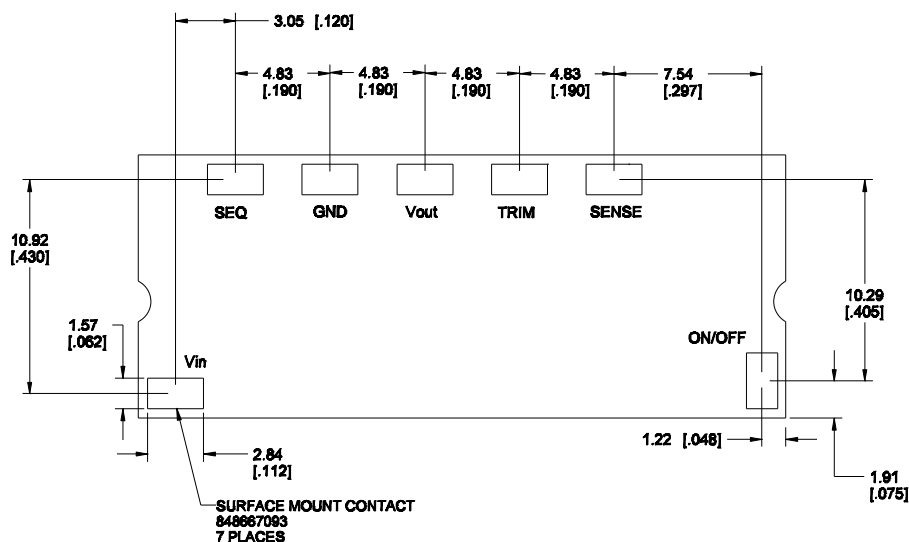 3.05 [.120]
4.83
[.190]
4.83
[.190]
4.83
[.190]
4.83
[.190]
7.54
[.297]
SEQ
GND
Vout
TRIM
SENSE
10.92
[.430]
10.29
[.405]
1.57
[.062]
Vin
ON/OFF
1.22 [.048]
2.84
[.112]
1.91
[.075]
SURFACE MOUNT CONTACT
848667093
7 PLACES